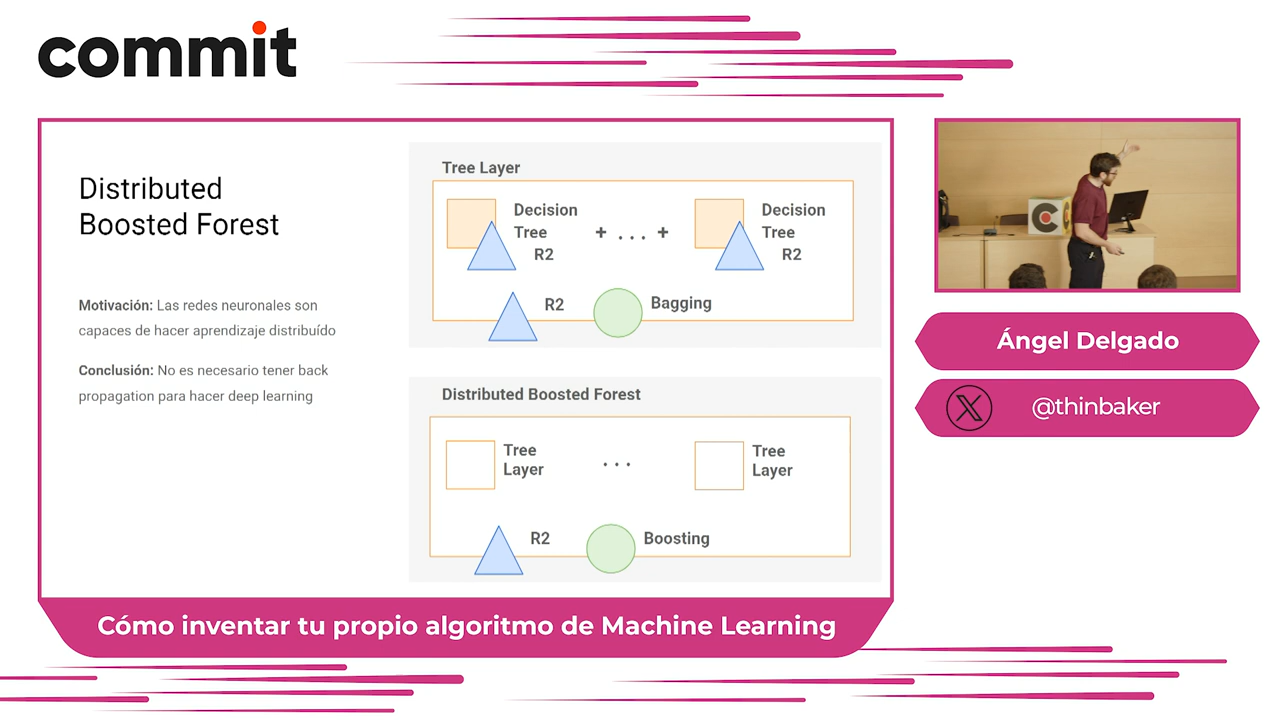 commit
Distributed
Boosted Forest
Motivación: Las redes neuronales son
capaces de hacer aprendizaje distribuído
Conclusión: No es necesario tener back
propagation para hacer deep learning
Tree Layer
Decision
Tree
R2
+ . . . +
Decision
Tree
R2
R2
Bagging
Distributed Boosted Forest
Tree
Layer
. . .
Tree
Layer
R2
Boosting
Ángel Delgado
@thinbaker
Cómo inventar tu propio algoritmo de Machine Learning